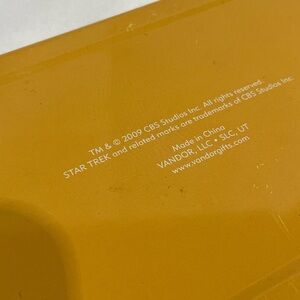 TM & © 2009 CBS Studios Inc. All rights reserved.
STAR TREK and related marks are trademarks of CBS Studios Inc.
Made in China
VANDOR, LLC • SLC, UT
www.vandorgifts.com